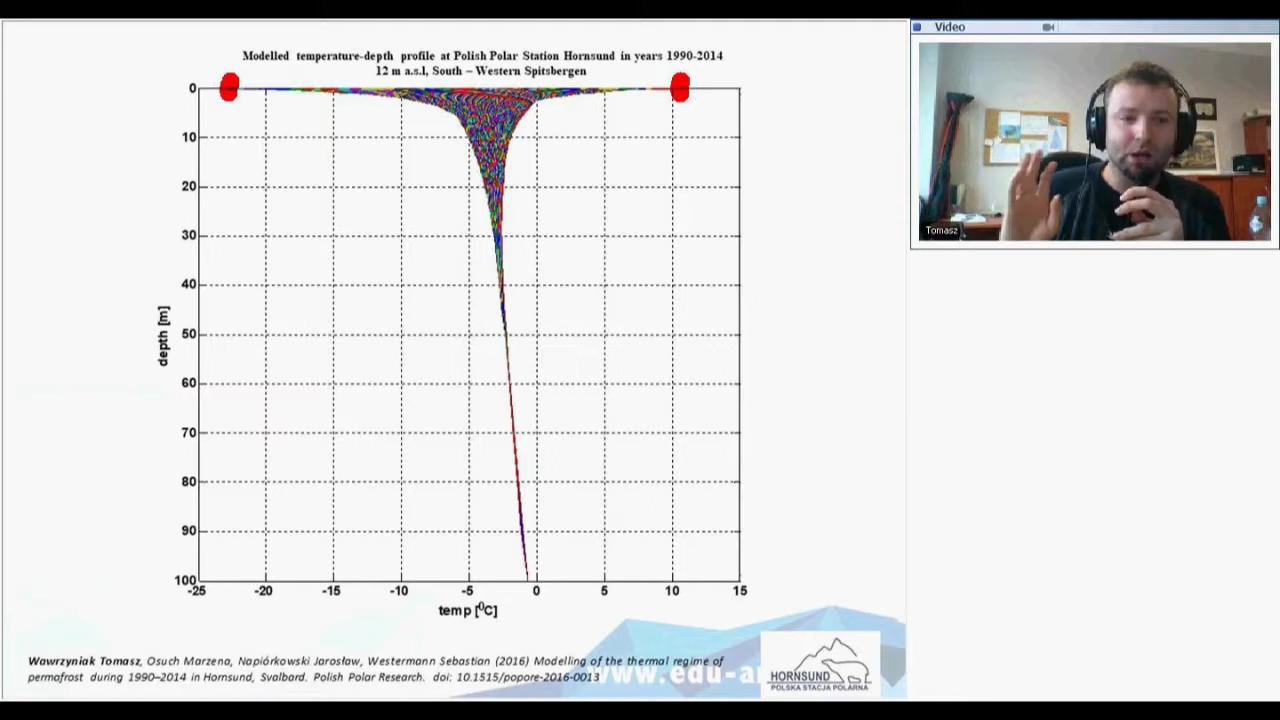 Modelled temperature-depth profile at Polish Polar Station Hornsund in years 1990-2014
12 m a.s.l, South – Western Spitsbergen
0
10
20
30
40
50
60
70
80
90
100
depth [m]
-25 -20 -15 -10 -5 0 5 10 15
temp [⁰C]
Wawrzyniak Tomasz, Osuch Marzena, Napiórkowski Jarosław, Westermann Sebastian (2016) Modelling of the thermal regime of
permafrost during 1990–2014 in Hornsund, Svalbard. Polish Polar Research. doi: 10.1515/popore-2016-0013
www.edu-a
HORNSUND
POLSKA STACJA POLARNA
Video
Tomasz